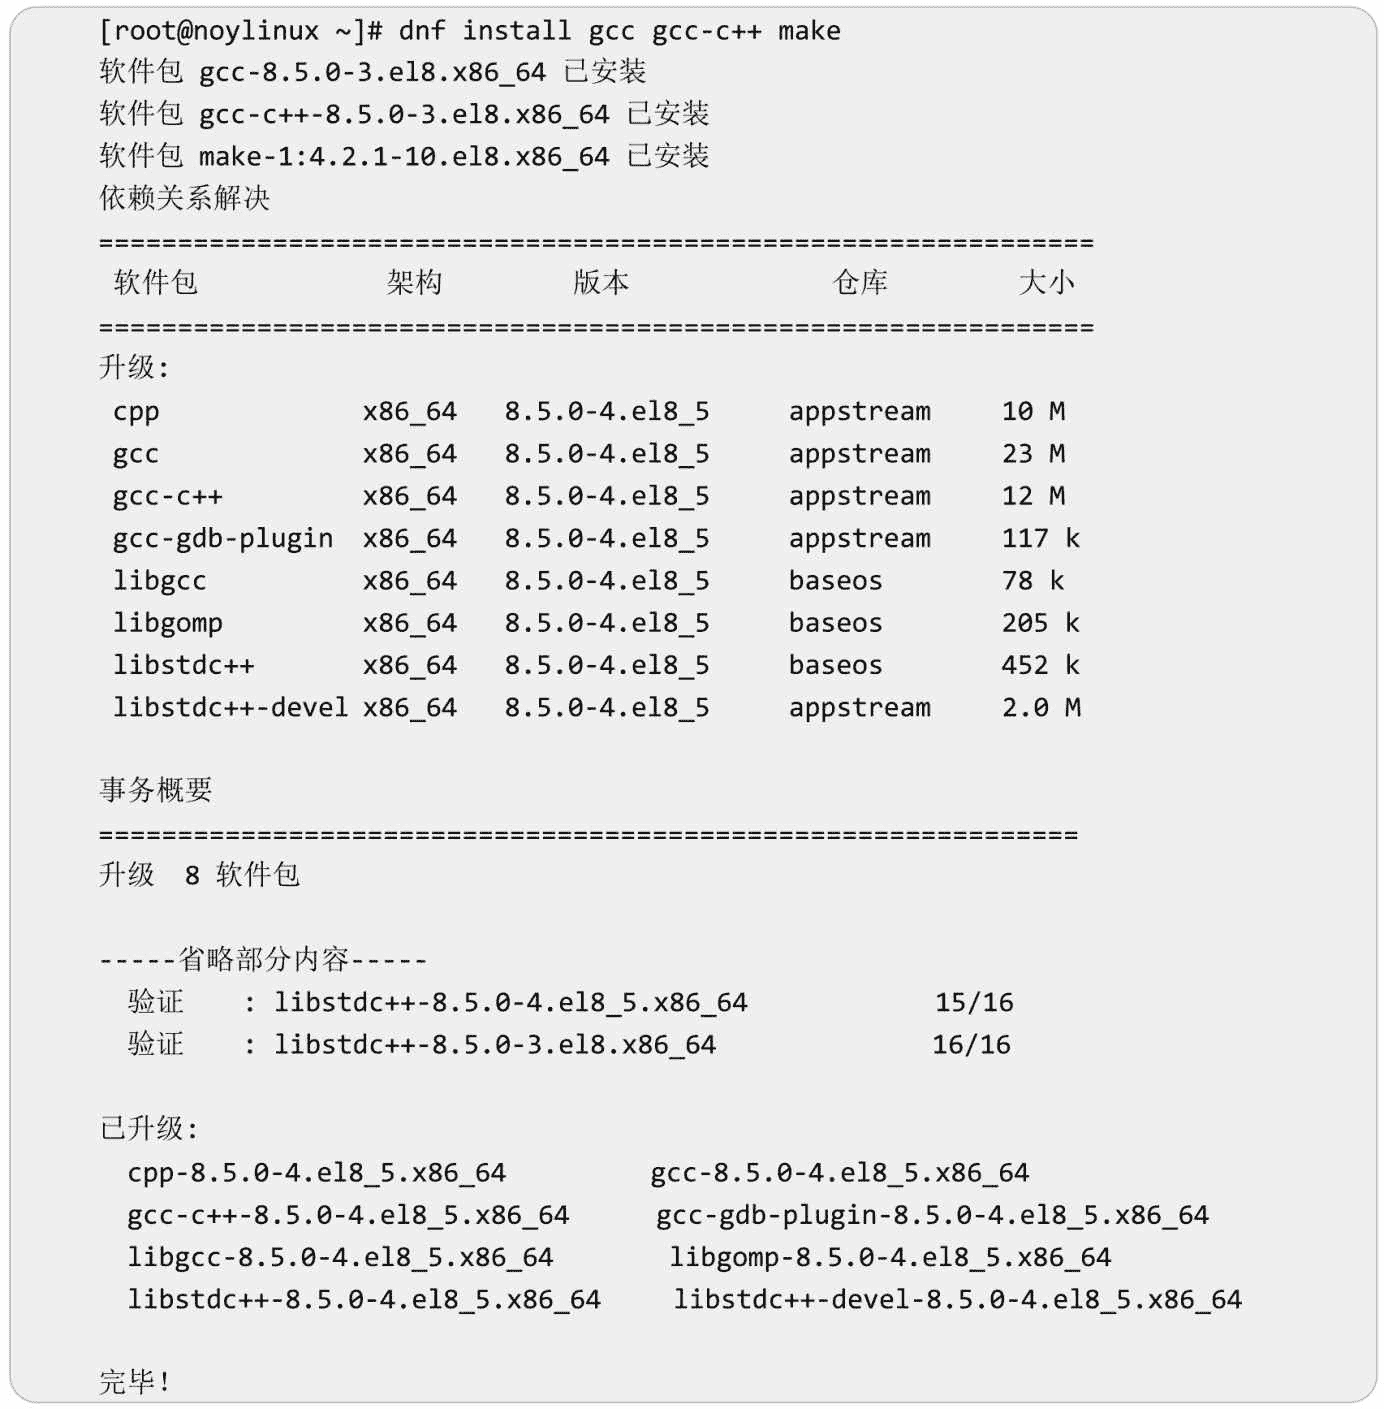 [root@noylinux ~]# dnf install gcc gcc-c++ make
软件包 gcc-8.5.0-3.el8.x86_64 已安装
软件包 gcc-c++-8.5.0-3.el8.x86_64 已安装
软件包 make-1:4.2.1-10.el8.x86_64 已安装
依赖关系解决
===============================================================
软件包 架构 版本 仓库 大小
===============================================================
升级:
cpp x86_64 8.5.0-4.el8_5 appstream 10 M
gcc x86_64 8.5.0-4.el8_5 appstream 23 M
gcc-c++ x86_64 8.5.0-4.el8_5 appstream 12 M
gcc-gdb-plugin x86_64 8.5.0-4.el8_5 appstream 117 k
libgcc x86_64 8.5.0-4.el8_5 baseos 78 k
libgomp x86_64 8.5.0-4.el8_5 baseos 205 k
libstdc++ x86_64 8.5.0-4.el8_5 baseos 452 k
libstdc++-devel x86_64 8.5.0-4.el8_5 appstream 2.0 M
事务概要
==============================================================
升级 8 软件包
-----省略部分内容-----
验证 : libstdc++-8.5.0-4.el8_5.x86_64 15/16
验证 : libstdc++-8.5.0-3.el8.x86_64 16/16
已升级:
cpp-8.5.0-4.el8_5.x86_64 gcc-8.5.0-4.el8_5.x86_64
gcc-c++-8.5.0-4.el8_5.x86_64 gcc-gdb-plugin-8.5.0-4.el8_5.x86_64
libgcc-8.5.0-4.el8_5.x86_64 libgomp-8.5.0-4.el8_5.x86_64
libstdc++-8.5.0-4.el8_5.x86_64 libstdc++-devel-8.5.0-4.el8_5.x86_64
完毕!